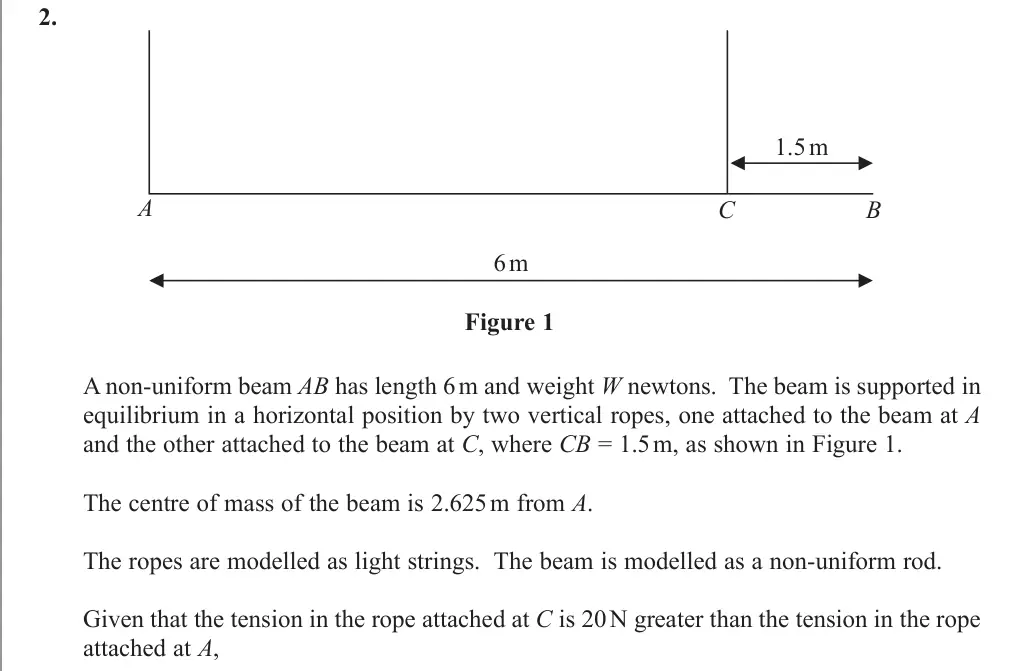 2.
1.5 m
A
C
B
6 m
Figure 1
A non-uniform beam AB has length 6 m and weight W newtons. The beam is supported in
equilibrium in a horizontal position by two vertical ropes, one attached to the beam at A
and the other attached to the beam at C, where CB = 1.5 m, as shown in Figure 1.
The centre of mass of the beam is 2.625 m from A.
The ropes are modelled as light strings. The beam is modelled as a non-uniform rod.
Given that the tension in the rope attached at C is 20 N greater than the tension in the rope
attached at A,